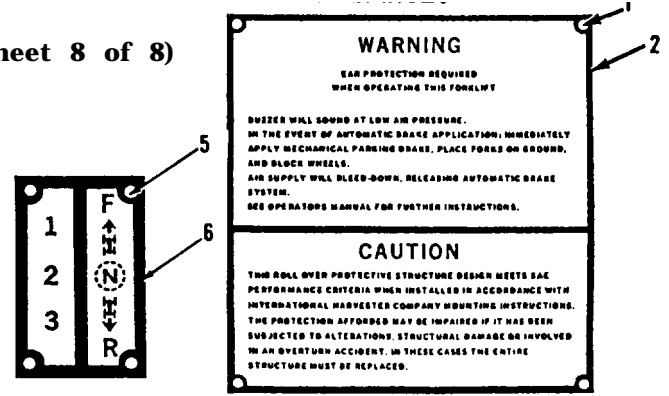 heet 8 of 8)
1
2
WARNING
EAR PROTECTION REQUIRED
WHEN OPERATING THIS FORKLIFT
BUZZER WILL SOUND AT LOW AIR PRESSURE.
IN THE EVENT OF AUTOMATIC BRAKE APPLICATION; IMMEDIATELY
APPLY MECHANICAL PARKING BRAKE, PLACE FORKS ON GROUND,
AND BLOCK WHEELS.
AIR SUPPLY WILL BLEED-DOWN, RELEASING AUTOMATIC BRAKE
SYSTEM.
SEE OPERATORS MANUAL FOR FURTHER INSTRUCTIONS.
CAUTION
THIS ROLL OVER PROTECTIVE STRUCTURE DESIGN MEETS SAE
PERFORMANCE CRITERIA WHEN INSTALLED IN ACCORDANCE WITH
INTERNATIONAL HARVESTER COMPANY MOUNTING INSTRUCTIONS.
THE PROTECTION AFFORDED MAY BE IMPAIRED IF IT HAS BEEN
SUBJECTED TO ALTERATIONS, STRUCTURAL DAMAGE OR INVOLVED
IN AN OVERTURN ACCIDENT. IN THESE CASES THE ENTIRE
STRUCTURE MUST BE REPLACED.
5
6
1
2
3
F
N
R